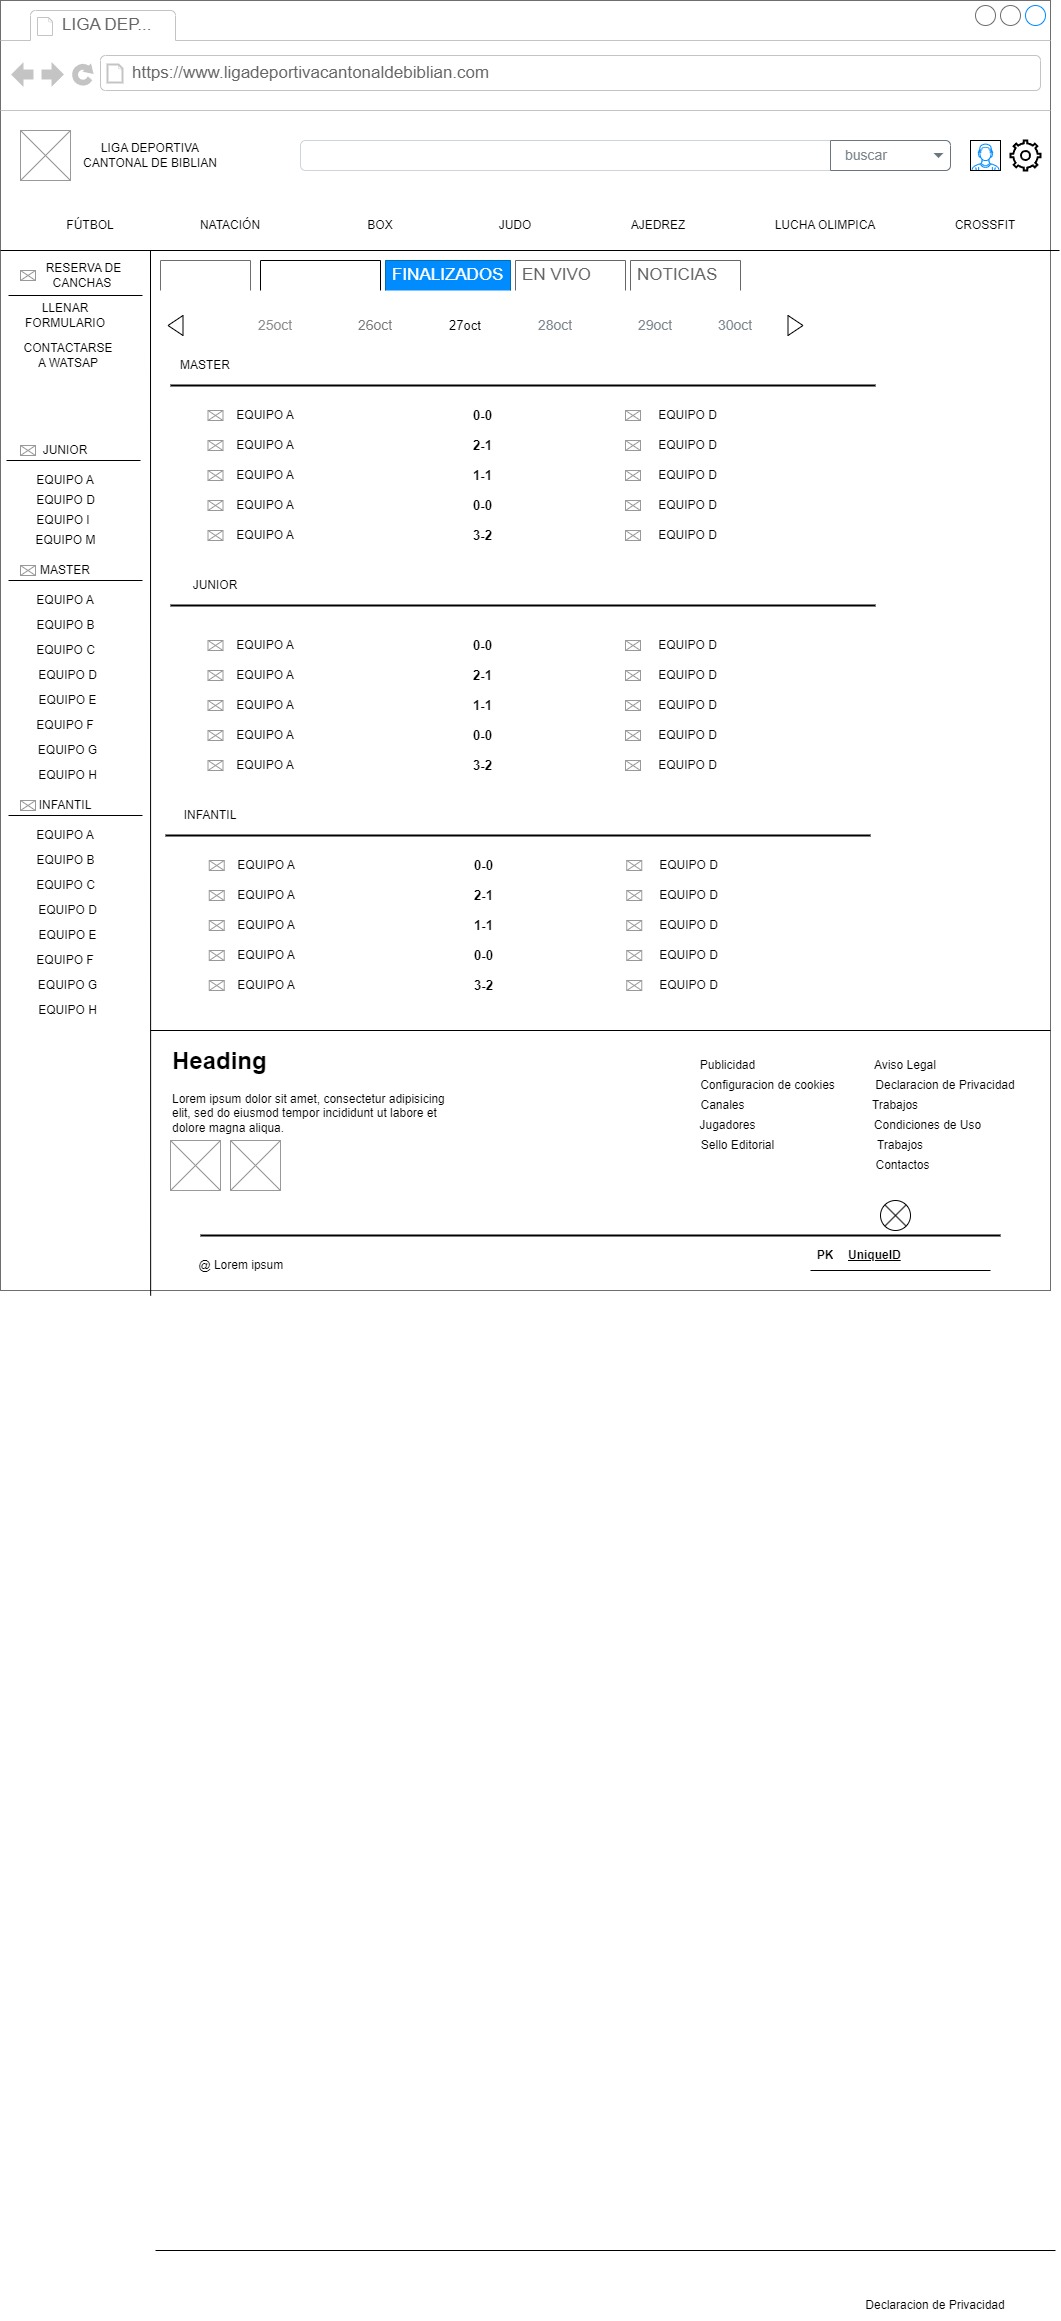 LIGA DEP...
https://www.ligadeportivacantonaldebiblian.com
LIGA DEPORTIVA
CANTONAL DE BIBLIAN
buscar
FÚTBOL NATACIÓN BOX JUDO AJEDREZ LUCHA OLIMPICA CROSSFIT
RESERVA DE
CANCHAS
LLENAR
FORMULARIO
CONTACTARSE
A WATSAP
JUNIOR
EQUIPO A
EQUIPO D
EQUIPO I
EQUIPO M
MASTER
EQUIPO A
EQUIPO B
EQUIPO C
EQUIPO D
EQUIPO E
EQUIPO F
EQUIPO G
EQUIPO H
INFANTIL
EQUIPO A
EQUIPO B
EQUIPO C
EQUIPO D
EQUIPO E
EQUIPO F
EQUIPO G
EQUIPO H
FINALIZADOS EN VIVO NOTICIAS
25oct 26oct 27oct 28oct 29oct 30oct
MASTER
EQUIPO A 0-0 EQUIPO D
EQUIPO A 2-1 EQUIPO D
EQUIPO A 1-1 EQUIPO D
EQUIPO A 0-0 EQUIPO D
EQUIPO A 3-2 EQUIPO D
JUNIOR
EQUIPO A 0-0 EQUIPO D
EQUIPO A 2-1 EQUIPO D
EQUIPO A 1-1 EQUIPO D
EQUIPO A 0-0 EQUIPO D
EQUIPO A 3-2 EQUIPO D
INFANTIL
EQUIPO A 0-0 EQUIPO D
EQUIPO A 2-1 EQUIPO D
EQUIPO A 1-1 EQUIPO D
EQUIPO A 0-0 EQUIPO D
EQUIPO A 3-2 EQUIPO D
Heading
Lorem ipsum dolor sit amet, consectetur adipisicing
elit, sed do eiusmod tempor incididunt ut labore et
dolore magna aliqua.
Publicidad
Configuracion de cookies
Canales
Jugadores
Sello Editorial
Aviso Legal
Declaracion de Privacidad
Trabajos
Condiciones de Uso
Trabajos
Contactos
@ Lorem ipsum
PK UniqueID
Declaracion de Privacidad